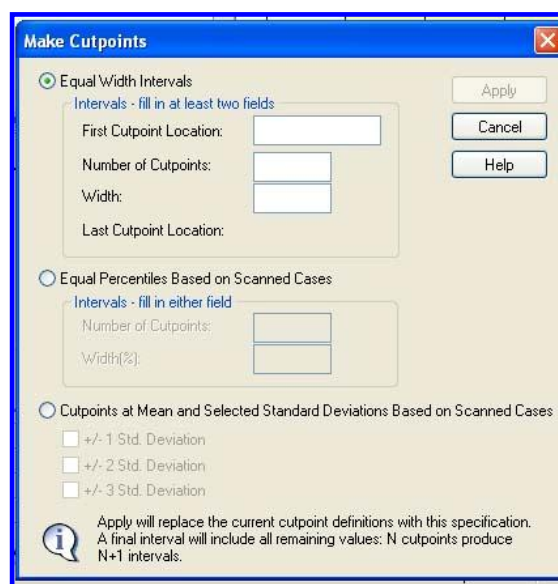 Make Cutpoints
Equal Width Intervals
Intervals - fill in at least two fields
First Cutpoint Location:
Number of Cutpoints:
Width:
Last Cutpoint Location:
Apply
Cancel
Help
Equal Percentiles Based on Scanned Cases
Intervals - fill in either field
Number of Cutpoints:
Width(%):
Cutpoints at Mean and Selected Standard Deviations Based on Scanned Cases
+/- 1 Std. Deviation
+/- 2 Std. Deviation
+/- 3 Std. Deviation
Apply will replace the current cutpoint definitions with this specification.
A final interval will include all remaining values: N cutpoints produce
N+1 intervals.